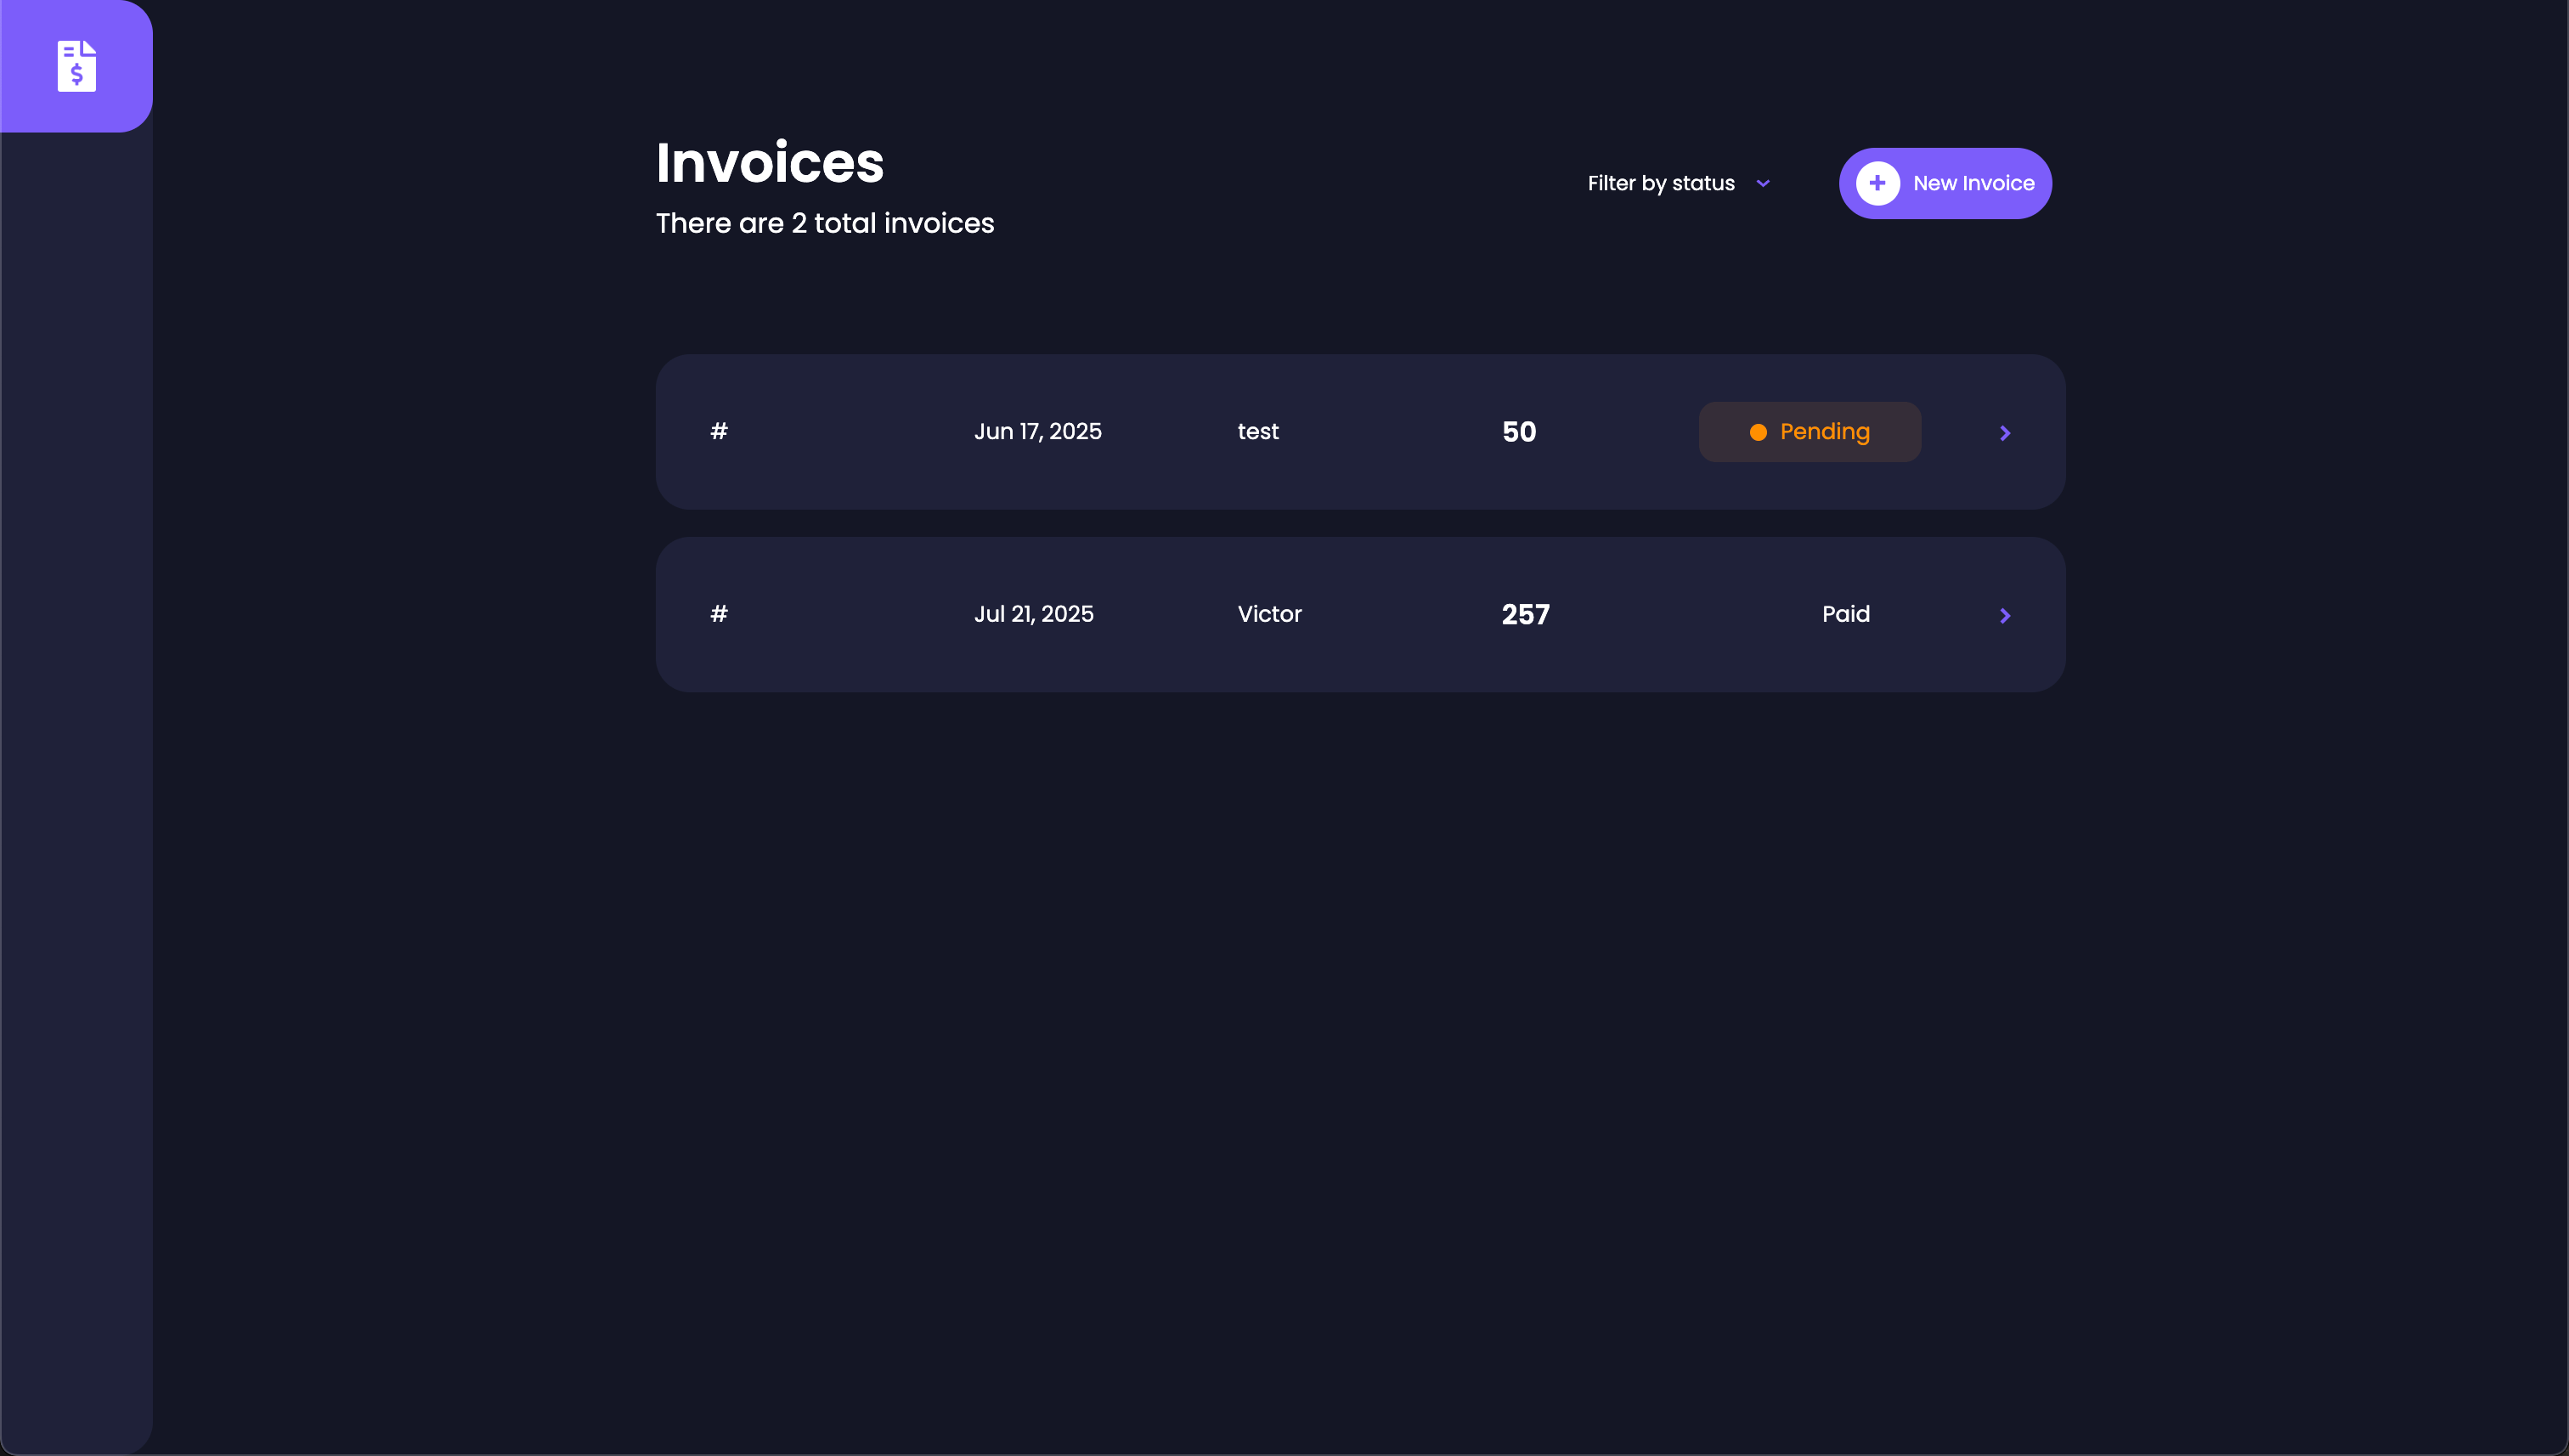 $
Invoices
There are 2 total invoices
Filter by status
New Invoice
# Jun 17, 2025 test 50 Pending
# Jul 21, 2025 Victor 257 Paid